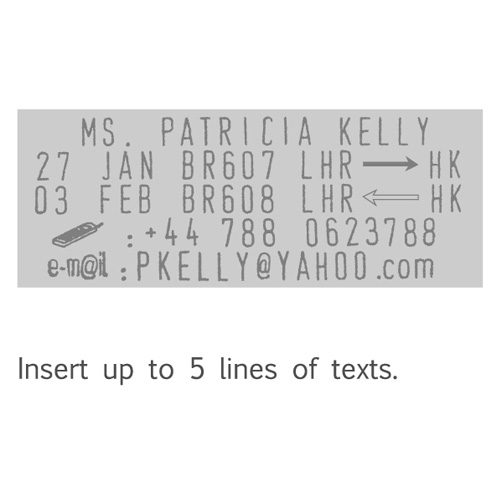 MS. PATRICIA KELLY
27 JAN BR607 LHR → HK
03 FEB BR608 LHR ⇐ HK
:+44 788 0623788
e-m@il :PKELLY@YAHOO.com
Insert up to 5 lines of texts.